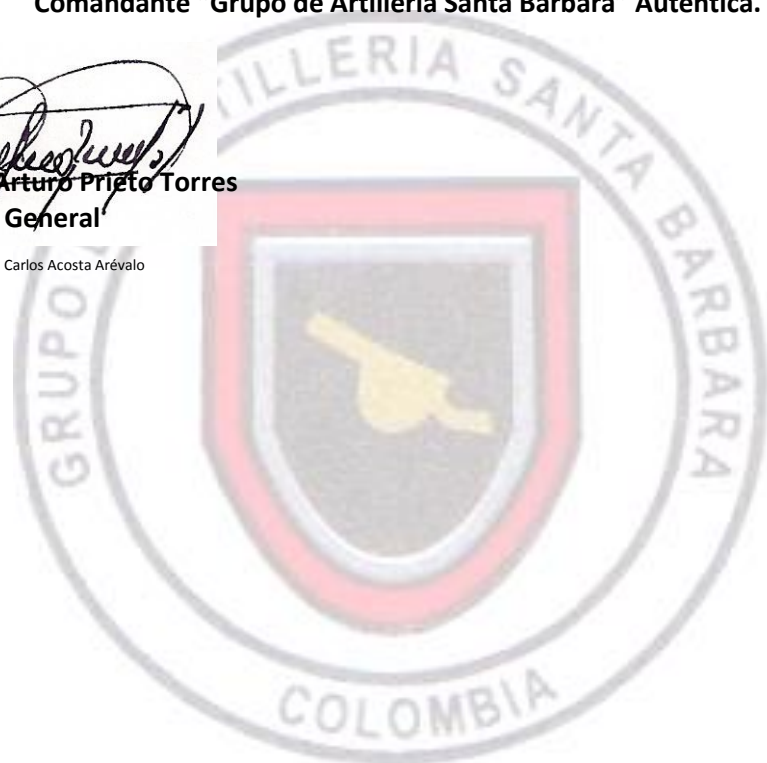 Comandante "Grupo de Artillería Santa Bárbara" Auténtica.
Arturo Prieto Torres
General
Carlos Acosta Arévalo
GRUPO
ARTILLERIA SANTA BARBARA
COLOMBIA